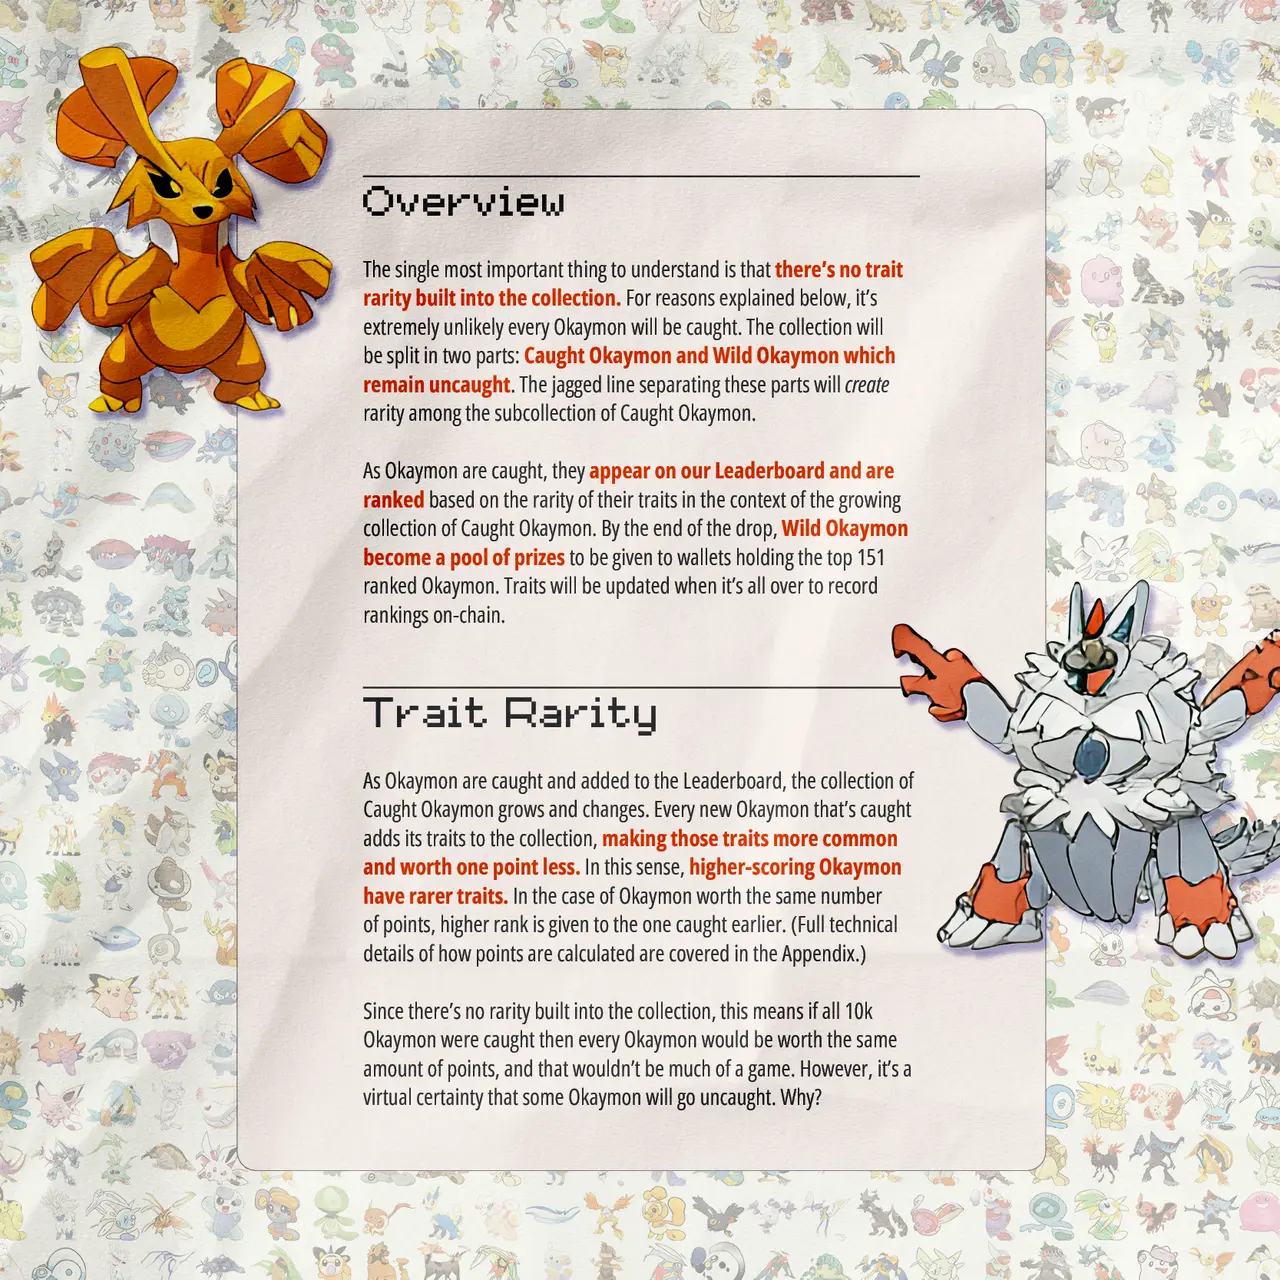 Overview
The single most important thing to understand is that there's no trait
rarity built into the collection. For reasons explained below, it's
extremely unlikely every Okaymon will be caught. The collection will
be split in two parts: Caught Okaymon and Wild Okaymon which
remain uncaught. The jagged line separating these parts will create
rarity among the subcollection of Caught Okaymon.
As Okaymon are caught, they appear on our Leaderboard and are
ranked based on the rarity of their traits in the context of the growing
collection of Caught Okaymon. By the end of the drop, Wild Okaymon
become a pool of prizes to be given to wallets holding the top 151
ranked Okaymon. Traits will be updated when it's all over to record
rankings on-chain.
Trait Rarity
As Okaymon are caught and added to the Leaderboard, the collection of
Caught Okaymon grows and changes. Every new Okaymon that's caught
adds its traits to the collection, making those traits more common
and worth one point less. In this sense, higher-scoring Okaymon
have rarer traits. In the case of Okaymon worth the same number
of points, higher rank is given to the one caught earlier. (Full technical
details of how points are calculated are covered in the Appendix.)
Since there's no rarity built into the collection, this means if all 10k
Okaymon were caught then every Okaymon would be worth the same
amount of points, and that wouldn't be much of a game. However, it's a
virtual certainty that some Okaymon will go uncaught. Why?